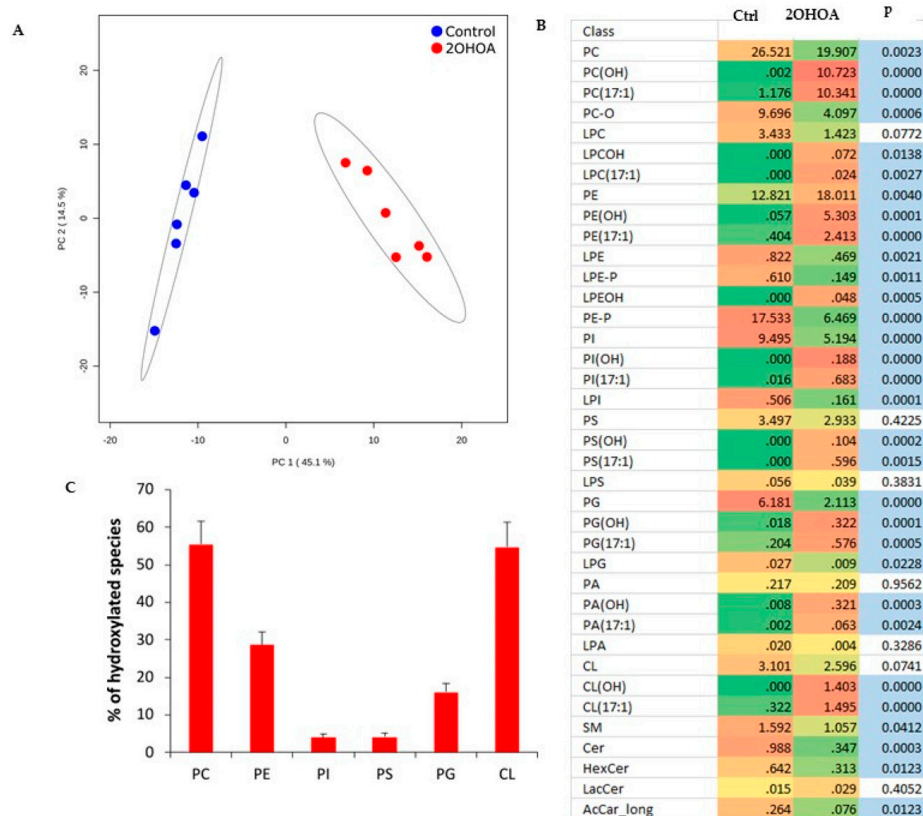 A
Control
2OHOA
20
10
0
-10
-20
PC 2 ( 14.5 %)
-20 -10 0 10 20
PC 1 ( 45.1 %)
B
Ctrl 2OHOA P
Class
PC 26.521 19.907 0.0023
PC(OH) .002 10.723 0.0000
PC(17:1) 1.176 10.341 0.0000
PC-O 9.696 4.097 0.0006
LPC 3.433 1.423 0.0772
LPCOH .000 .072 0.0138
LPC(17:1) .000 .024 0.0027
PE 12.821 18.011 0.0040
PE(OH) .057 5.303 0.0001
PE(17:1) .404 2.413 0.0000
LPE .822 .469 0.0021
LPE-P .610 .149 0.0011
LPEOH .000 .048 0.0005
PE-P 17.533 6.469 0.0000
PI 9.495 5.194 0.0000
PI(OH) .000 .188 0.0000
PI(17:1) .016 .683 0.0000
LPI .506 .161 0.0001
PS 3.497 2.933 0.4225
PS(OH) .000 .104 0.0002
PS(17:1) .000 .596 0.0015
LPS .056 .039 0.3831
PG 6.181 2.113 0.0000
PG(OH) .018 .322 0.0001
PG(17:1) .204 .576 0.0005
LPG .027 .009 0.0228
PA .217 .209 0.9562
PA(OH) .008 .321 0.0003
PA(17:1) .002 .063 0.0024
LPA .020 .004 0.3286
CL 3.101 2.596 0.0741
CL(OH) .000 1.403 0.0000
CL(17:1) .322 1.495 0.0000
SM 1.592 1.057 0.0412
Cer .988 .347 0.0003
HexCer .642 .313 0.0123
LacCer .015 .029 0.4052
AcCar_long .264 .076 0.0123
C
% of hydroxylated species
70
60
50
40
30
20
10
0
PC PE PI PS PG CL